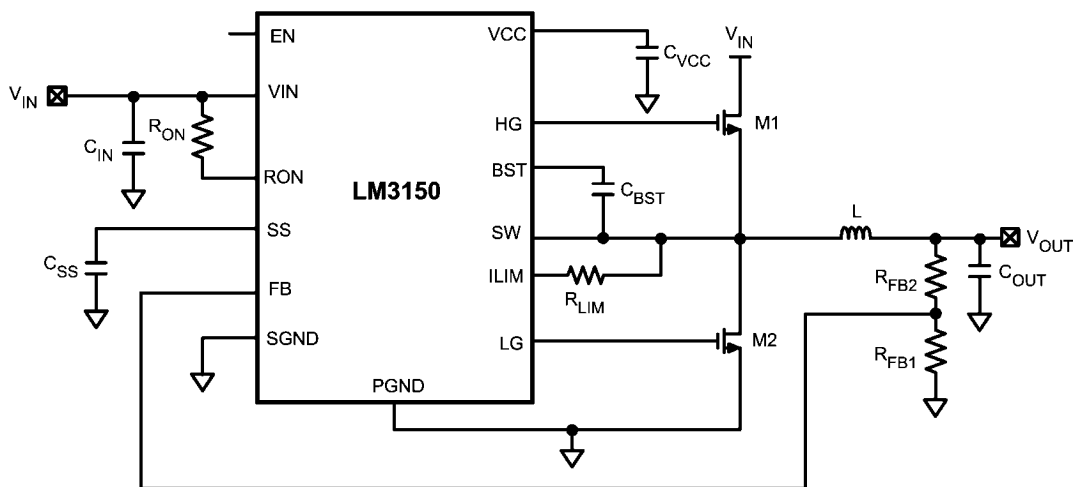 EN
VCC
V_IN
C_VCC
V_IN
VIN
C_IN
R_ON
HG
M1
RON
LM3150
BST
C_BST
SS
SW
L
V_OUT
C_SS
FB
ILIM
R_LIM
R_FB2
C_OUT
SGND
LG
M2
R_FB1
PGND